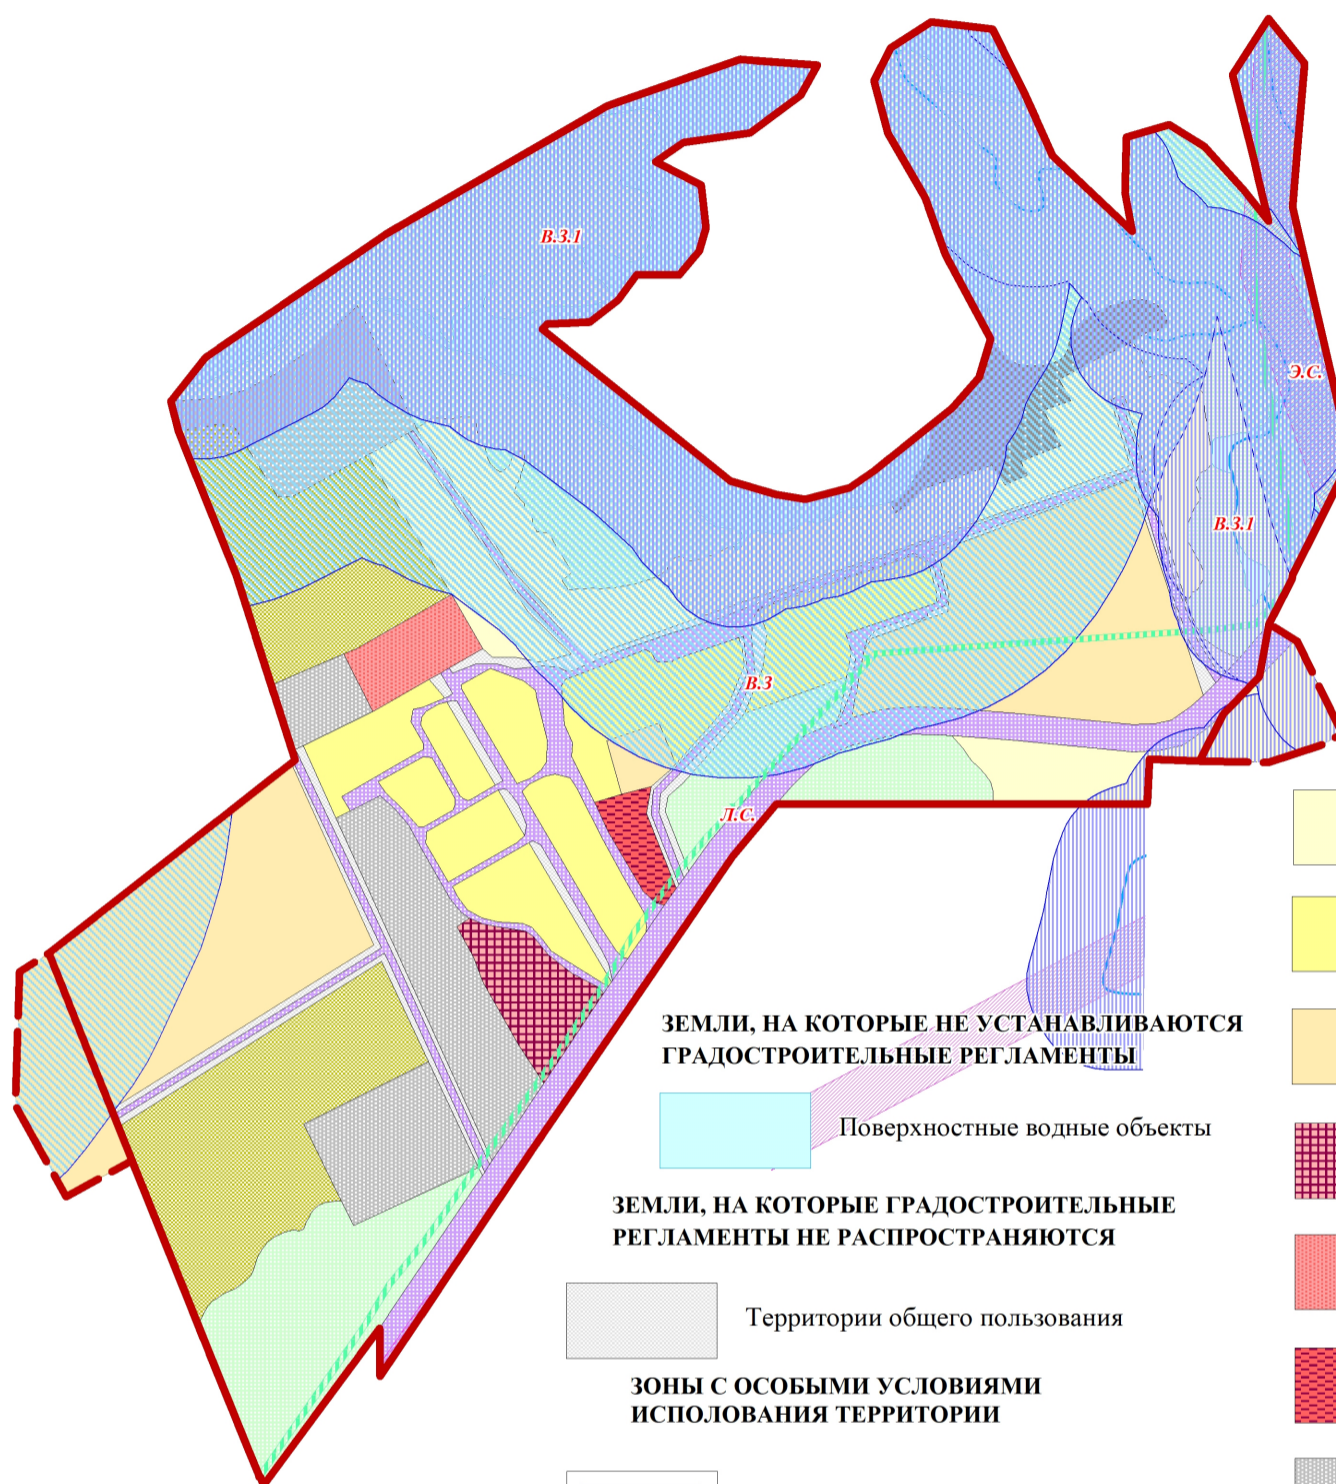 В.З.1
Э.С.
В.З.1
В.З
Л.С.
ЗЕМЛИ, НА КОТОРЫЕ НЕ УСТАНАВЛИВАЮТСЯ
ГРАДОСТРОИТЕЛЬНЫЕ РЕГЛАМЕНТЫ
Поверхностные водные объекты
ЗЕМЛИ, НА КОТОРЫЕ ГРАДОСТРОИТЕЛЬНЫЕ
РЕГЛАМЕНТЫ НЕ РАСПРОСТРАНЯЮТСЯ
Территории общего пользования
ЗОНЫ С ОСОБЫМИ УСЛОВИЯМИ
ИСПОЛОВАНИЯ ТЕРРИТОРИИ